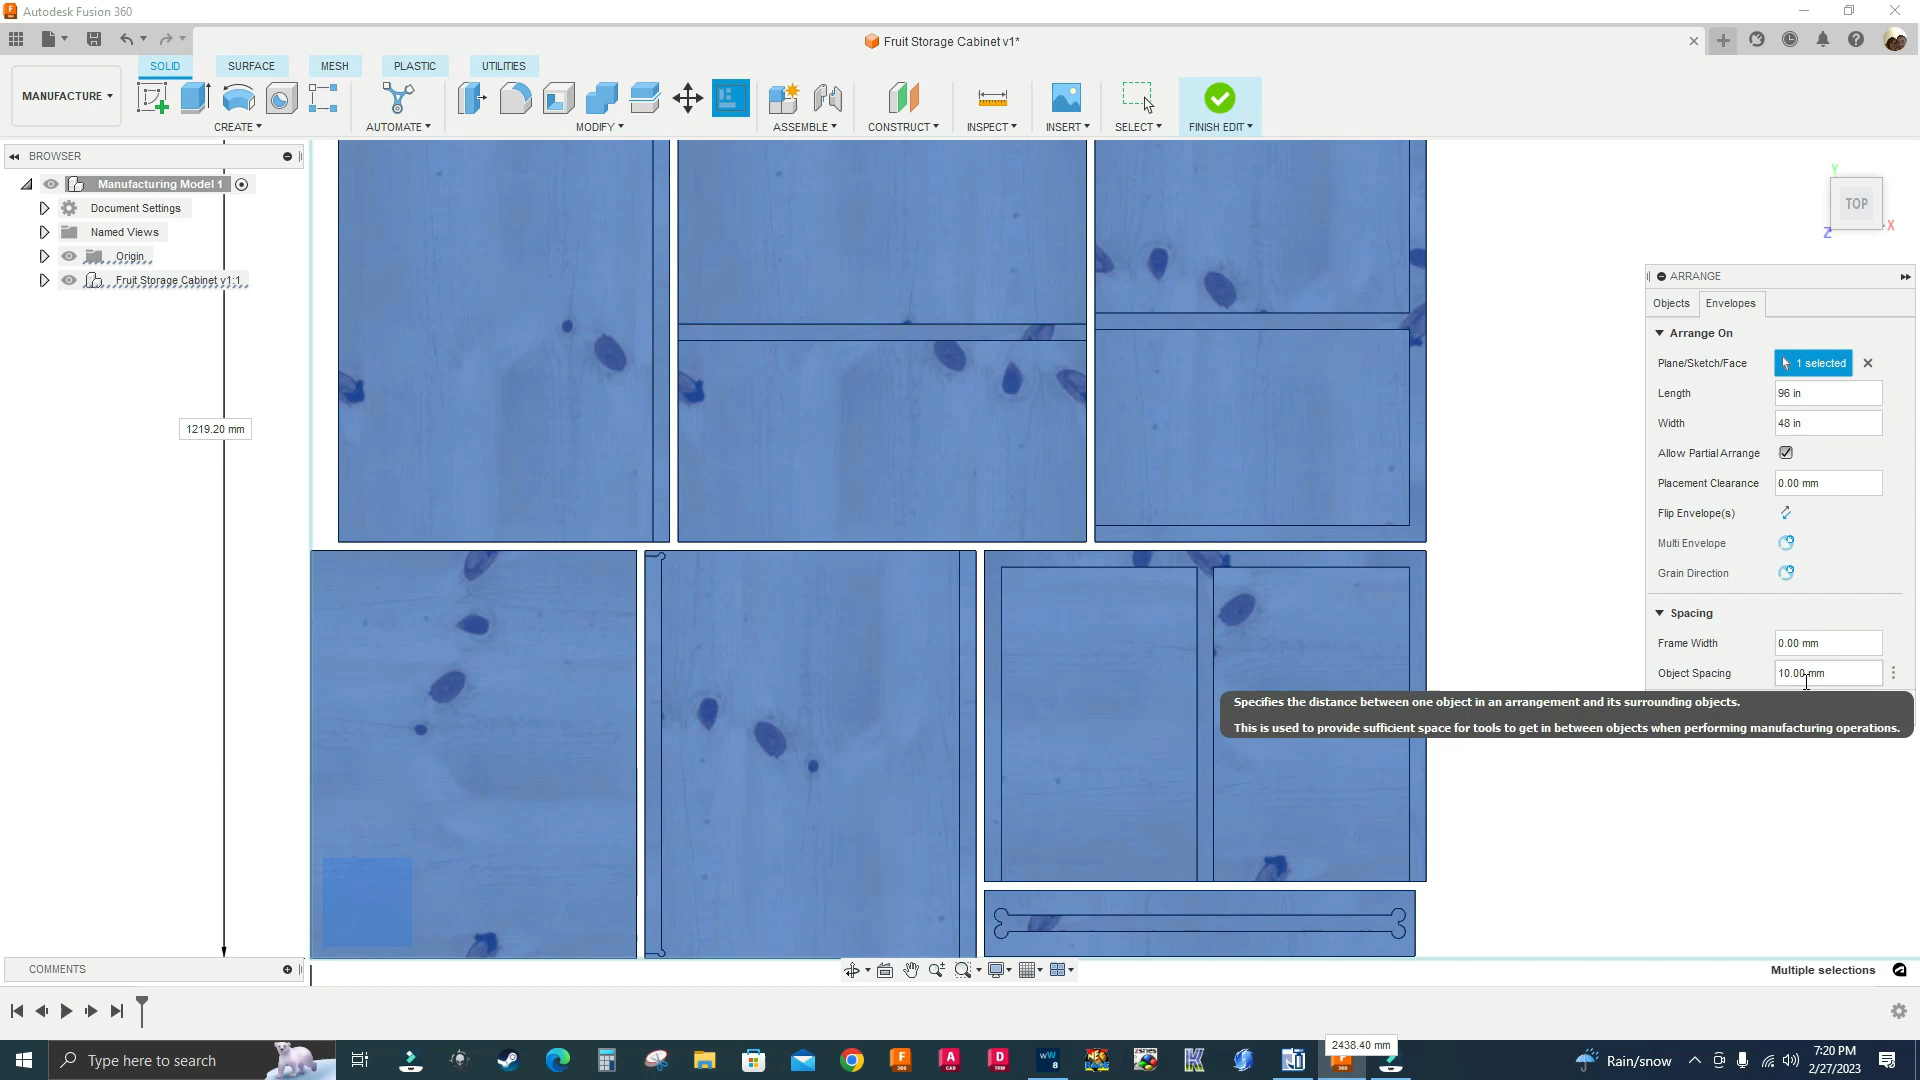 Autodesk Fusion 360
Fruit Storage Cabinet v1*
MANUFACTURE
SOLID
SURFACE
MESH
PLASTIC
UTILITIES
CREATE
AUTOMATE
MODIFY
ASSEMBLE
CONSTRUCT
INSPECT
INSERT
SELECT
FINISH EDIT
BROWSER
Manufacturing Model 1
Document Settings
Named Views
Origin
Fruit Storage Cabinet v1:1
1219.20 mm
Y
TOP
X
Z
ARRANGE
Objects
Envelopes
Arrange On
Plane/Sketch/Face
1 selected
Length
96 in
Width
48 in
Allow Partial Arrange
Placement Clearance
0.00 mm
Flip Envelope(s)
Multi Envelope
Grain Direction
Spacing
Frame Width
0.00 mm
Object Spacing
10.00 mm
Specifies the distance between one object in an arrangement and its surrounding objects.
This is used to provide sufficient space for tools to get in between objects when performing manufacturing operations.
COMMENTS
Multiple selections
2438.40 mm
Type here to search
Rain/snow
7:20 PM
2/27/2023